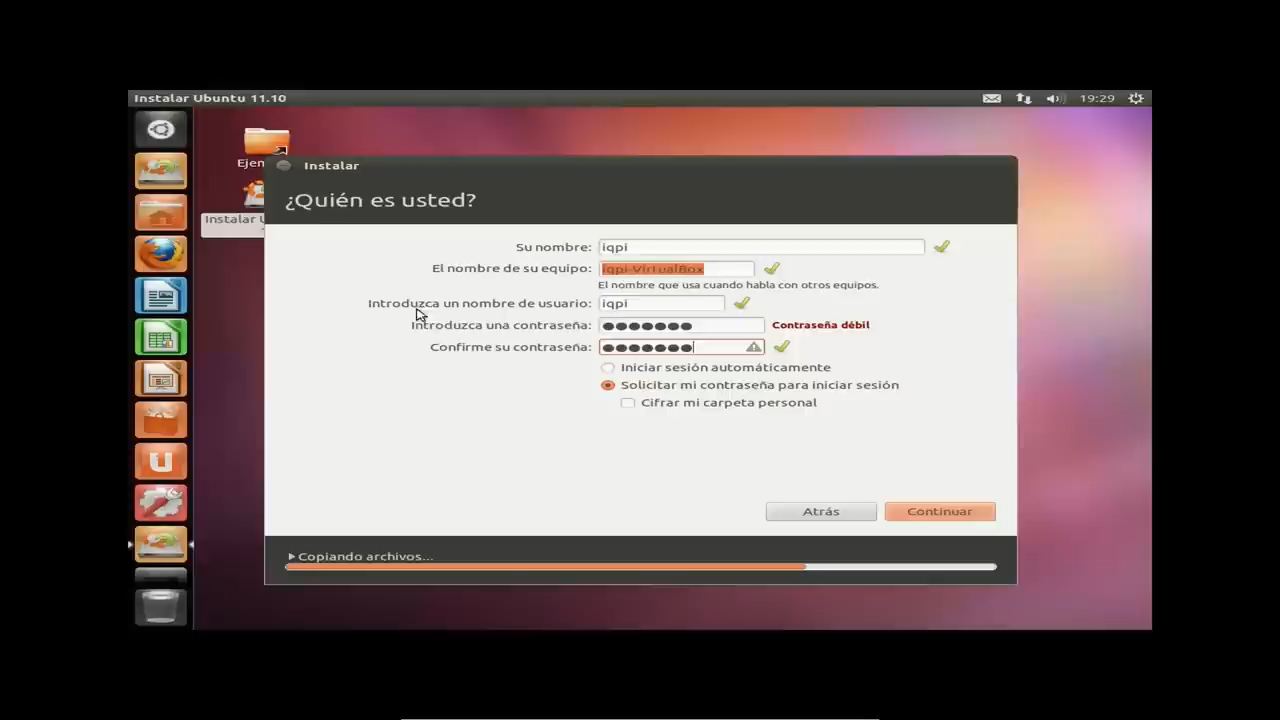 Instalar Ubuntu 11.10
19:29
Ejem
Instalar U
Instalar
¿Quién es usted?
Su nombre: iqpi
El nombre de su equipo: iqpi-VirtualBox
El nombre que usa cuando habla con otros equipos.
Introduzca un nombre de usuario: iqpi
Introduzca una contraseña: ●●●●●●● Contraseña débil
Confirme su contraseña: ●●●●●●●
Iniciar sesión automáticamente
Solicitar mi contraseña para iniciar sesión
Cifrar mi carpeta personal
Atrás
Continuar
Copiando archivos...